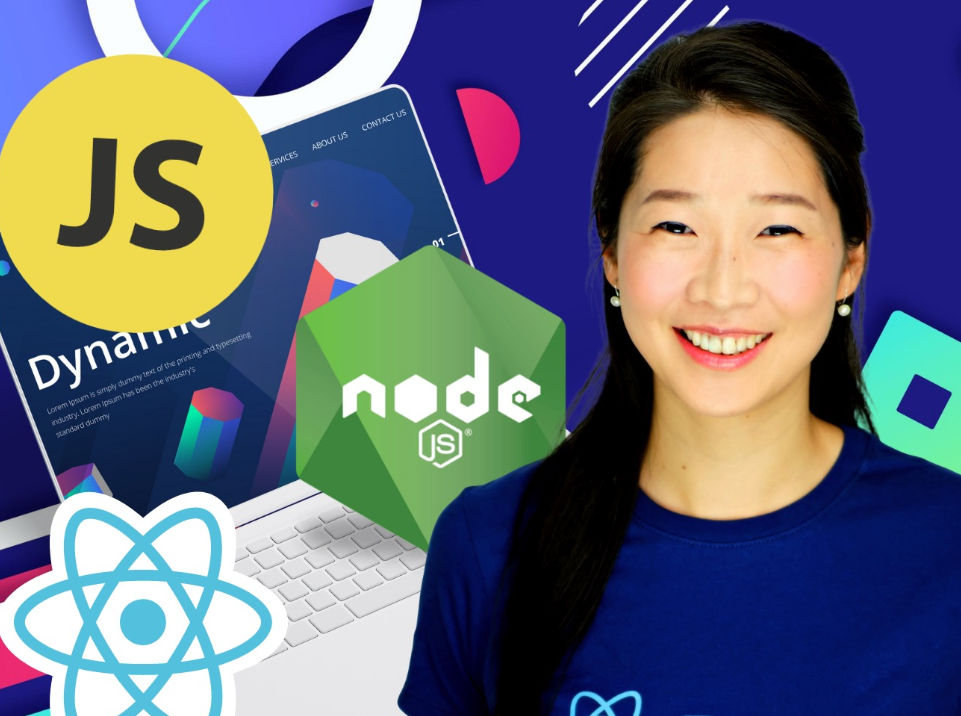 JS
ABOUT US
CONTACT US
01
Dynamic
Lorem Ipsum is simply dummy text of the printing and typesetting
industry. Lorem Ipsum has been the industry's
standard dummy
node
JS
®